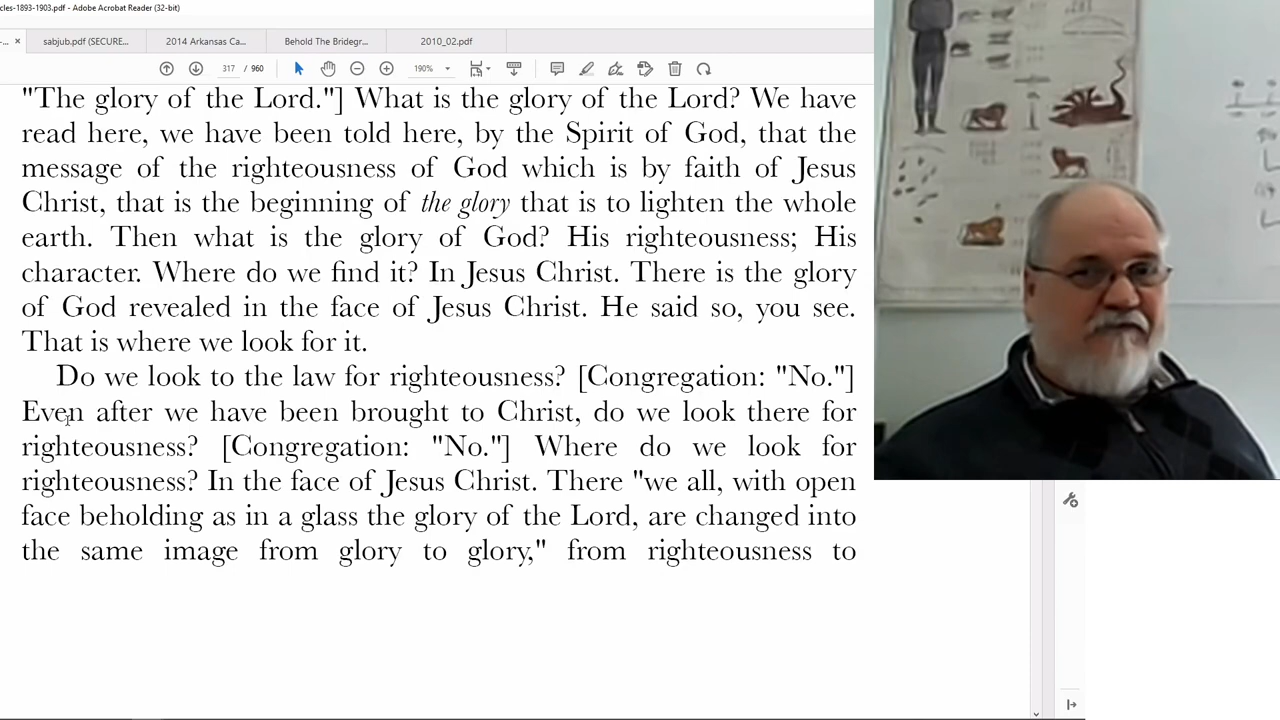 cles-1893-1903.pdf - Adobe Acrobat Reader (32-bit)
...
sabjub.pdf (SECURE...
2014 Arkansas Ca...
Behold The Bridegr...
2010_02.pdf
317 / 960
190%
"The glory of the Lord."] What is the glory of the Lord? We have
read here, we have been told here, by the Spirit of God, that the
message of the righteousness of God which is by faith of Jesus
Christ, that is the beginning of the glory that is to lighten the whole
earth. Then what is the glory of God? His righteousness; His
character. Where do we find it? In Jesus Christ. There is the glory
of God revealed in the face of Jesus Christ. He said so, you see.
That is where we look for it.
Do we look to the law for righteousness? [Congregation: "No."]
Even after we have been brought to Christ, do we look there for
righteousness? [Congregation: "No."] Where do we look for
righteousness? In the face of Jesus Christ. There "we all, with open
face beholding as in a glass the glory of the Lord, are changed into
the same image from glory to glory," from righteousness to